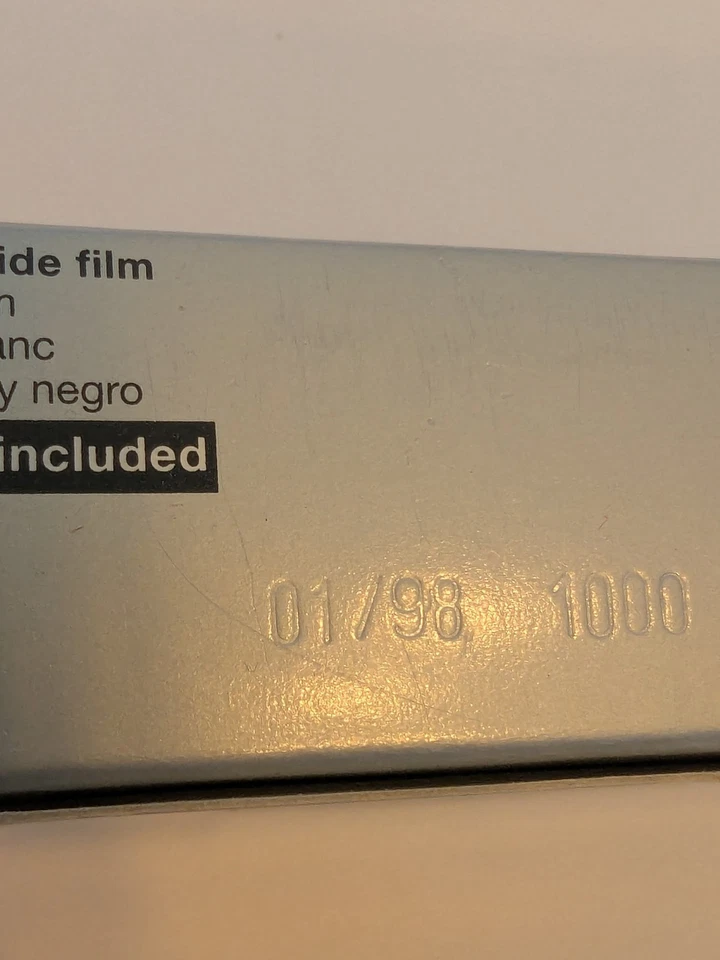 ide film
n
anc
y negro
included
01/98 1000